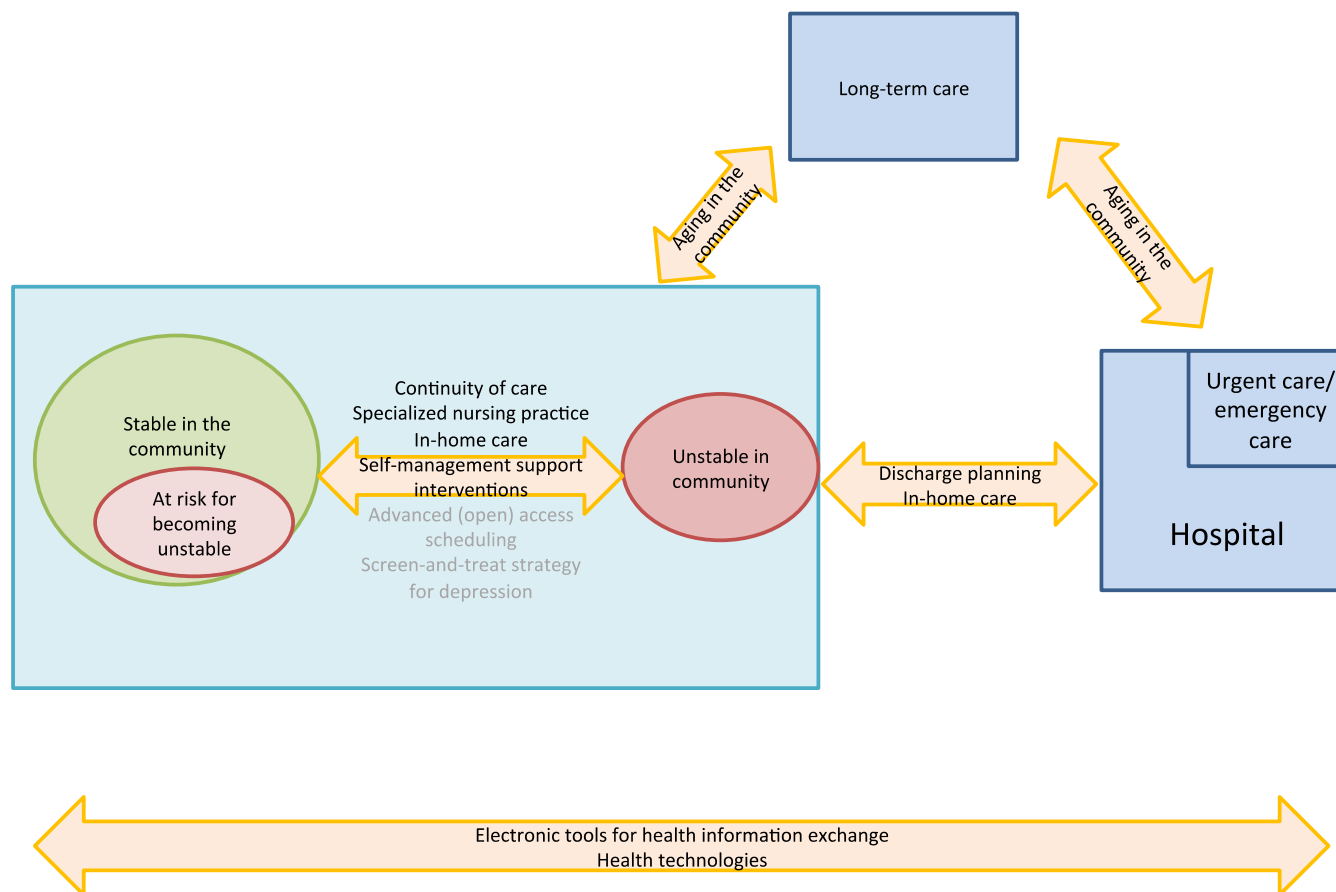 Long-term care
Aging in the
community
Aging in the
community
Stable in the
community
At risk for
becoming
unstable
Continuity of care
Specialized nursing practice
In-home care
Self-management support
interventions
Advanced (open) access
scheduling
Screen-and-treat strategy
for depression
Unstable in
community
Discharge planning
In-home care
Urgent care/
emergency
care
Hospital
Electronic tools for health information exchange
Health technologies